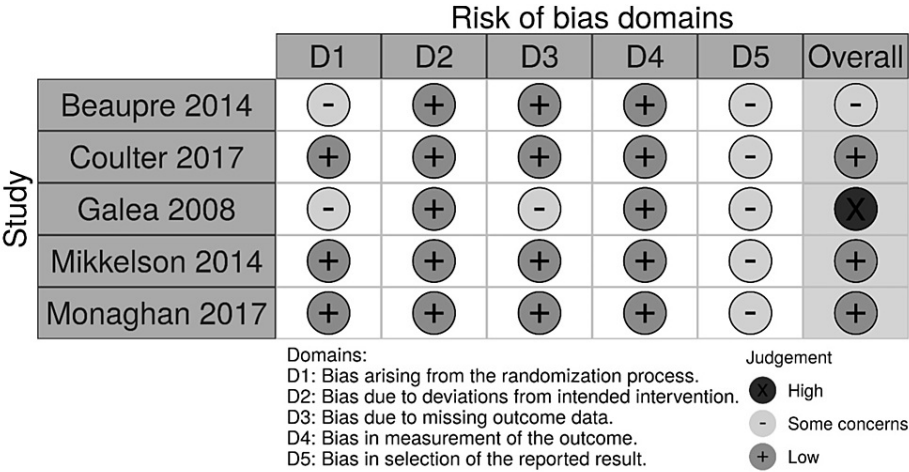 Risk of bias domains
D1 D2 D3 D4 D5 Overall
Study
Beaupre 2014 - + + + - -
Coulter 2017 + + + + - +
Galea 2008 - + - + - X
Mikkelson 2014 + + + + - +
Monaghan 2017 + + + + - +
Domains:
D1: Bias arising from the randomization process.
D2: Bias due to deviations from intended intervention.
D3: Bias due to missing outcome data.
D4: Bias in measurement of the outcome.
D5: Bias in selection of the reported result.
Judgement
X High
- Some concerns
+ Low